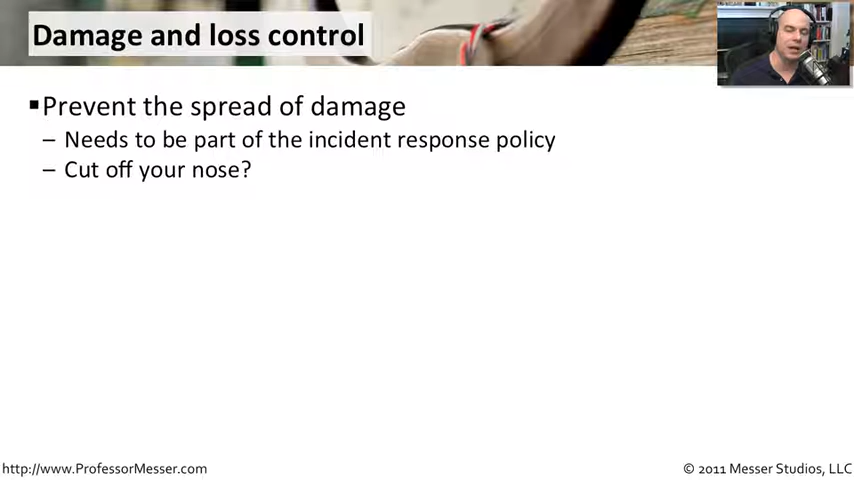 Damage and loss control
▪Prevent the spread of damage
– Needs to be part of the incident response policy
– Cut off your nose?
http://www.ProfessorMesser.com
© 2011 Messer Studios, LLC